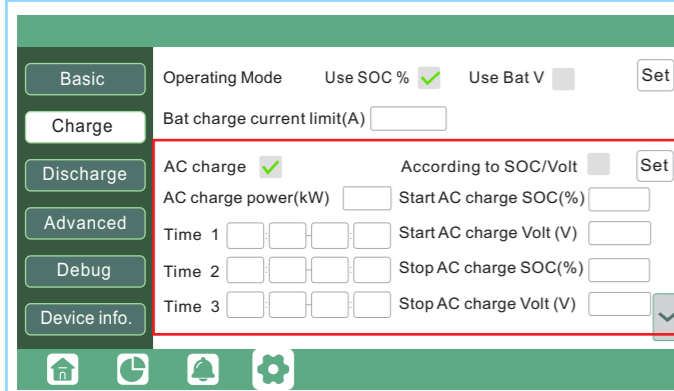 Basic
Charge
Discharge
Advanced
Debug
Device info.
Operating Mode Use SOC % Use Bat V Set
Bat charge current limit(A)
AC charge According to SOC/Volt Set
AC charge power(kW) Start AC charge SOC(%)
Time 1 : - : Start AC charge Volt (V)
Time 2 : - : Stop AC charge SOC(%)
Time 3 : - : Stop AC charge Volt (V)